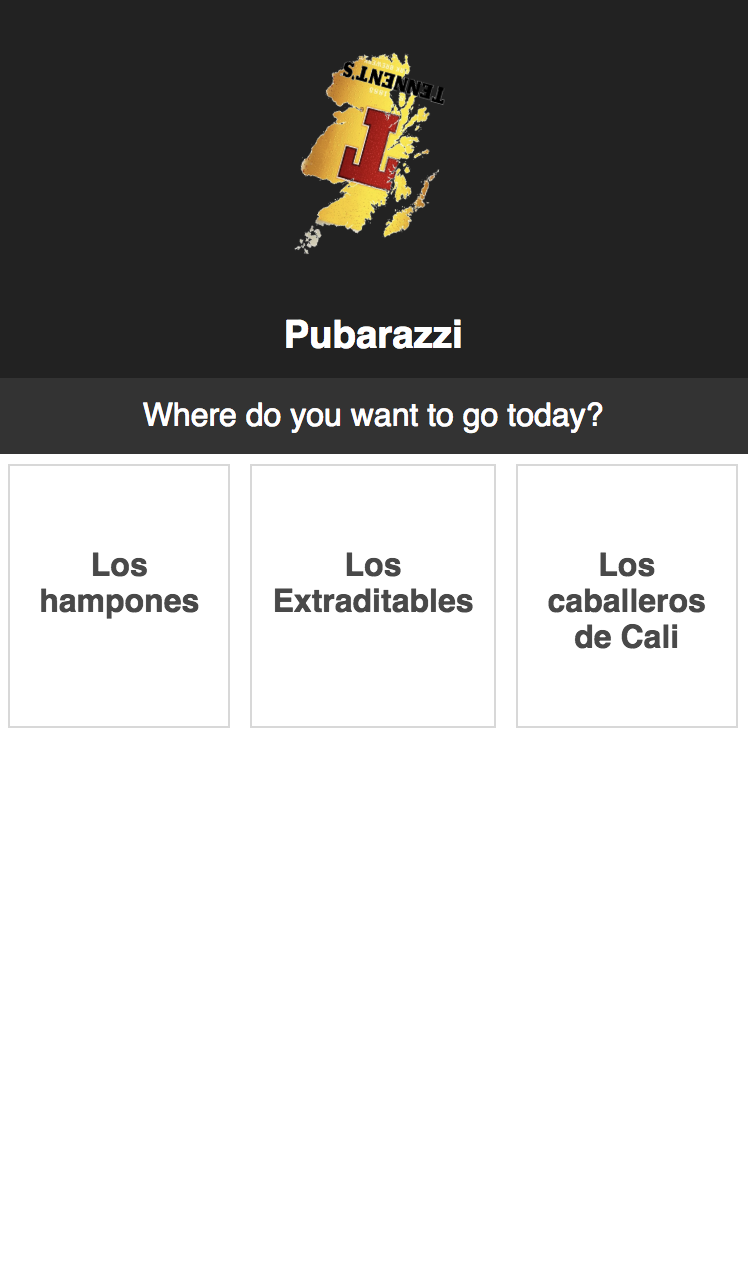 TENNENT'S
T
Pubarazzi
Where do you want to go today?
Los
hampones
Los
Extraditables
Los
caballeros
de Cali